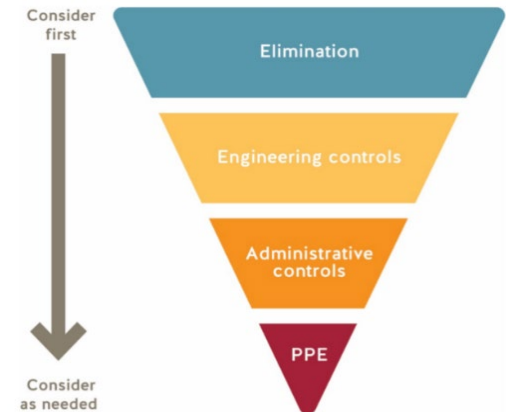 Consider
first
Elimination
Engineering controls
Administrative
controls
PPE
Consider
as needed